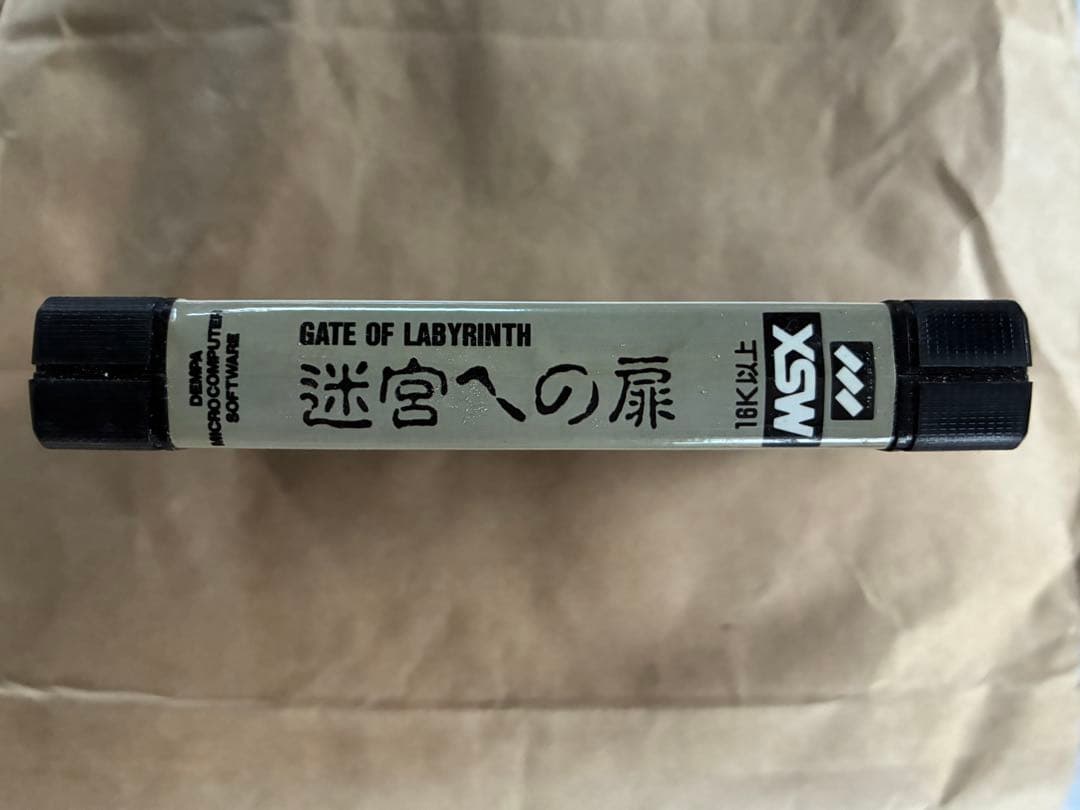 DEMPA
MICROCOMPUTER
SOFTWARE
GATE OF LABYRINTH
迷宮への扉
16K以上
MSX